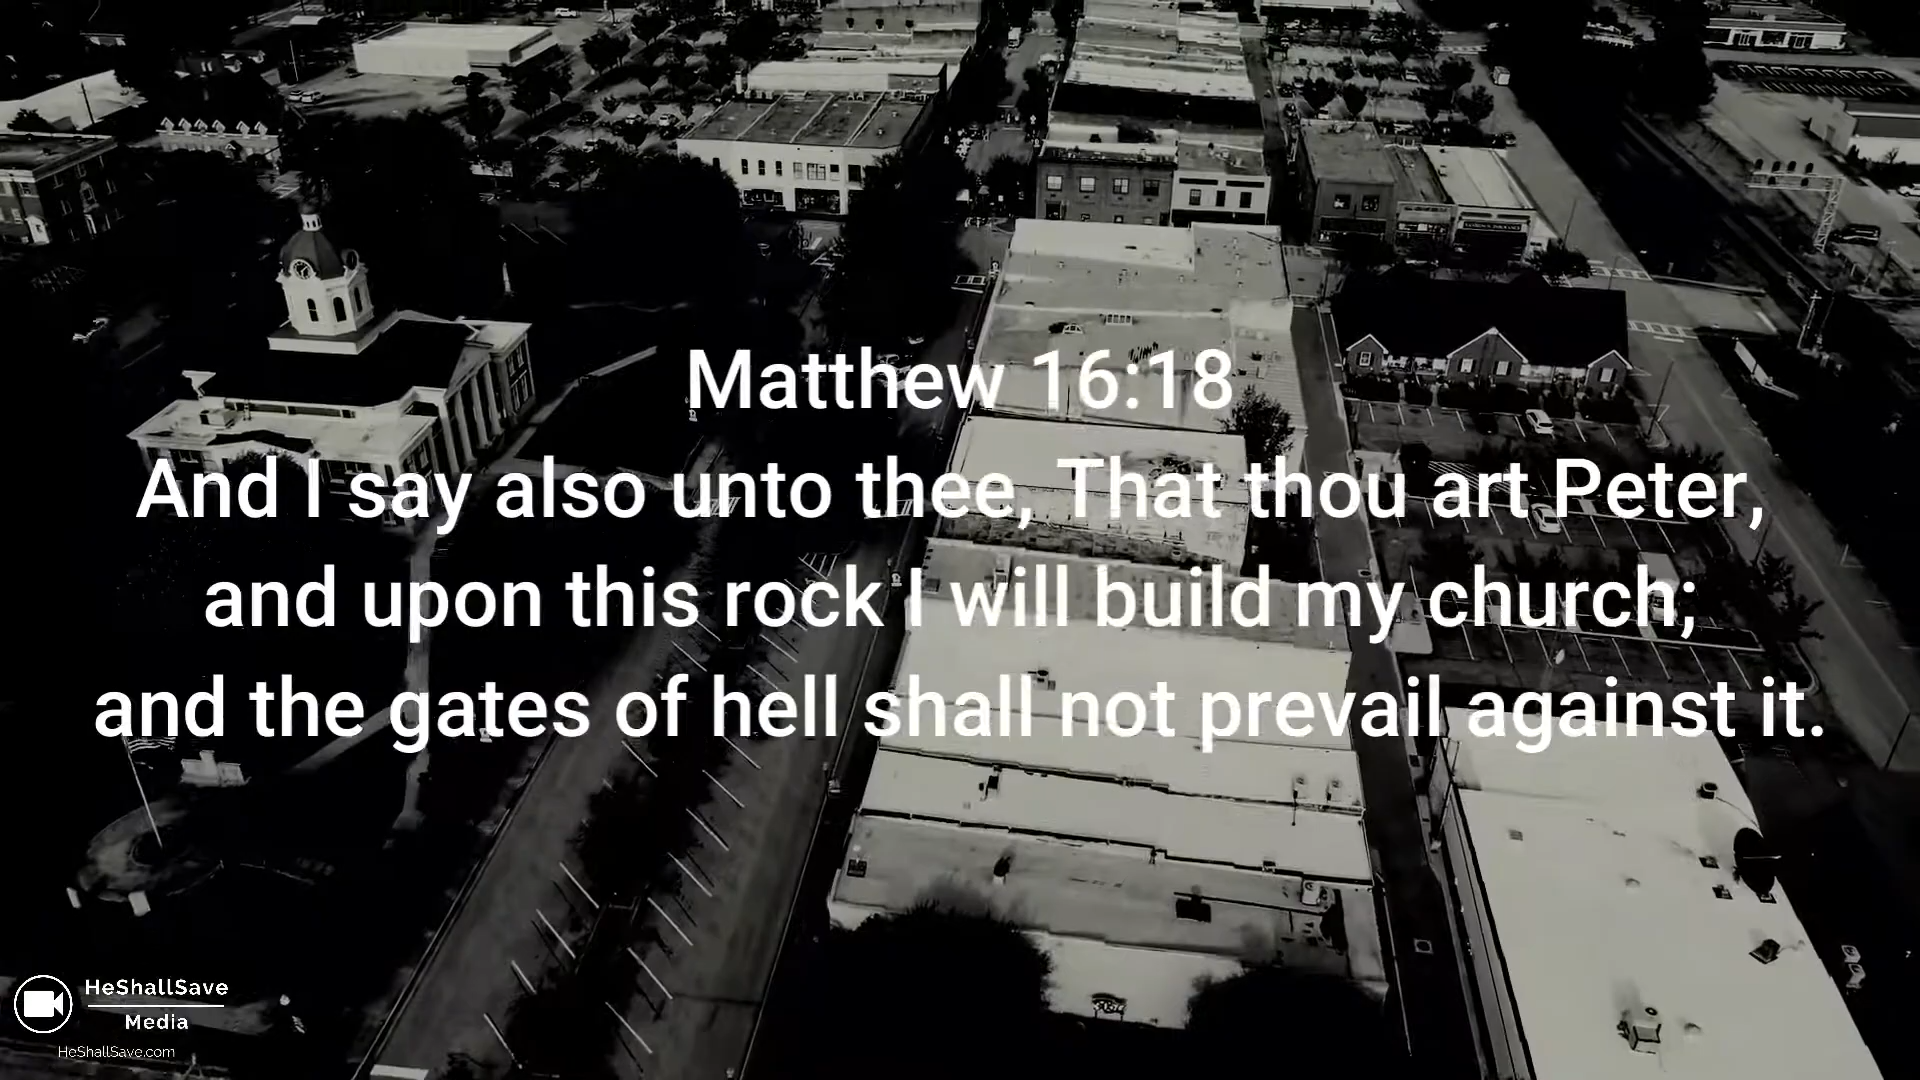 Matthew 16:18
And I say also unto thee, That thou art Peter,
and upon this rock I will build my church;
and the gates of hell shall not prevail against it.
HeShallSave
Media
HeShallSave.com